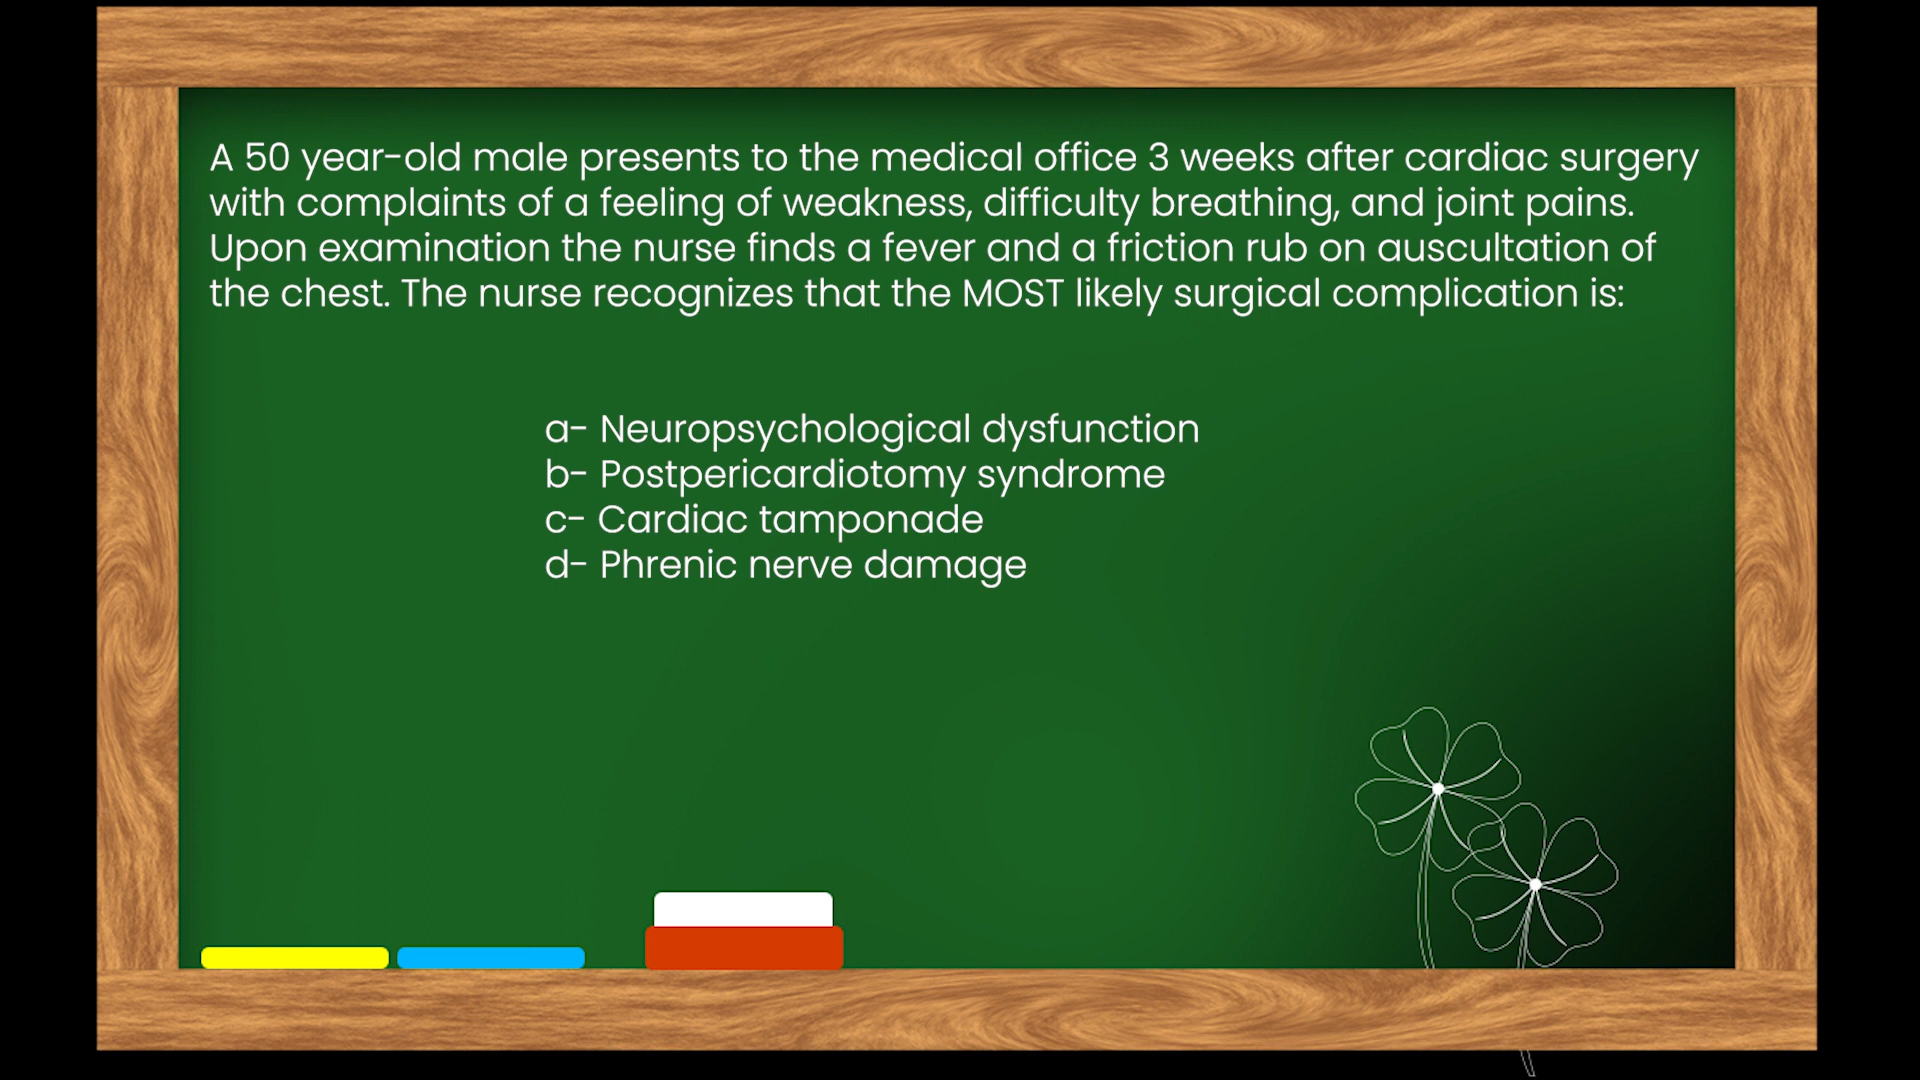 A 50 year-old male presents to the medical office 3 weeks after cardiac surgery
with complaints of a feeling of weakness, difficulty breathing, and joint pains.
Upon examination the nurse finds a fever and a friction rub on auscultation of
the chest. The nurse recognizes that the MOST likely surgical complication is:
a- Neuropsychological dysfunction
b- Postpericardiotomy syndrome
c- Cardiac tamponade
d- Phrenic nerve damage